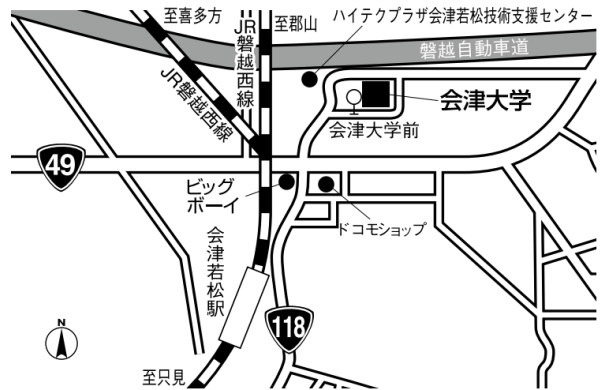 至喜多方
至郡山
ハイテクプラザ会津若松技術支援センター
JR磐越西線
JR磐越西線
磐越自動車道
会津大学
会津大学前
49
ビッグ
ボーイ
ドコモショップ
会津若松駅
118
N
至只見